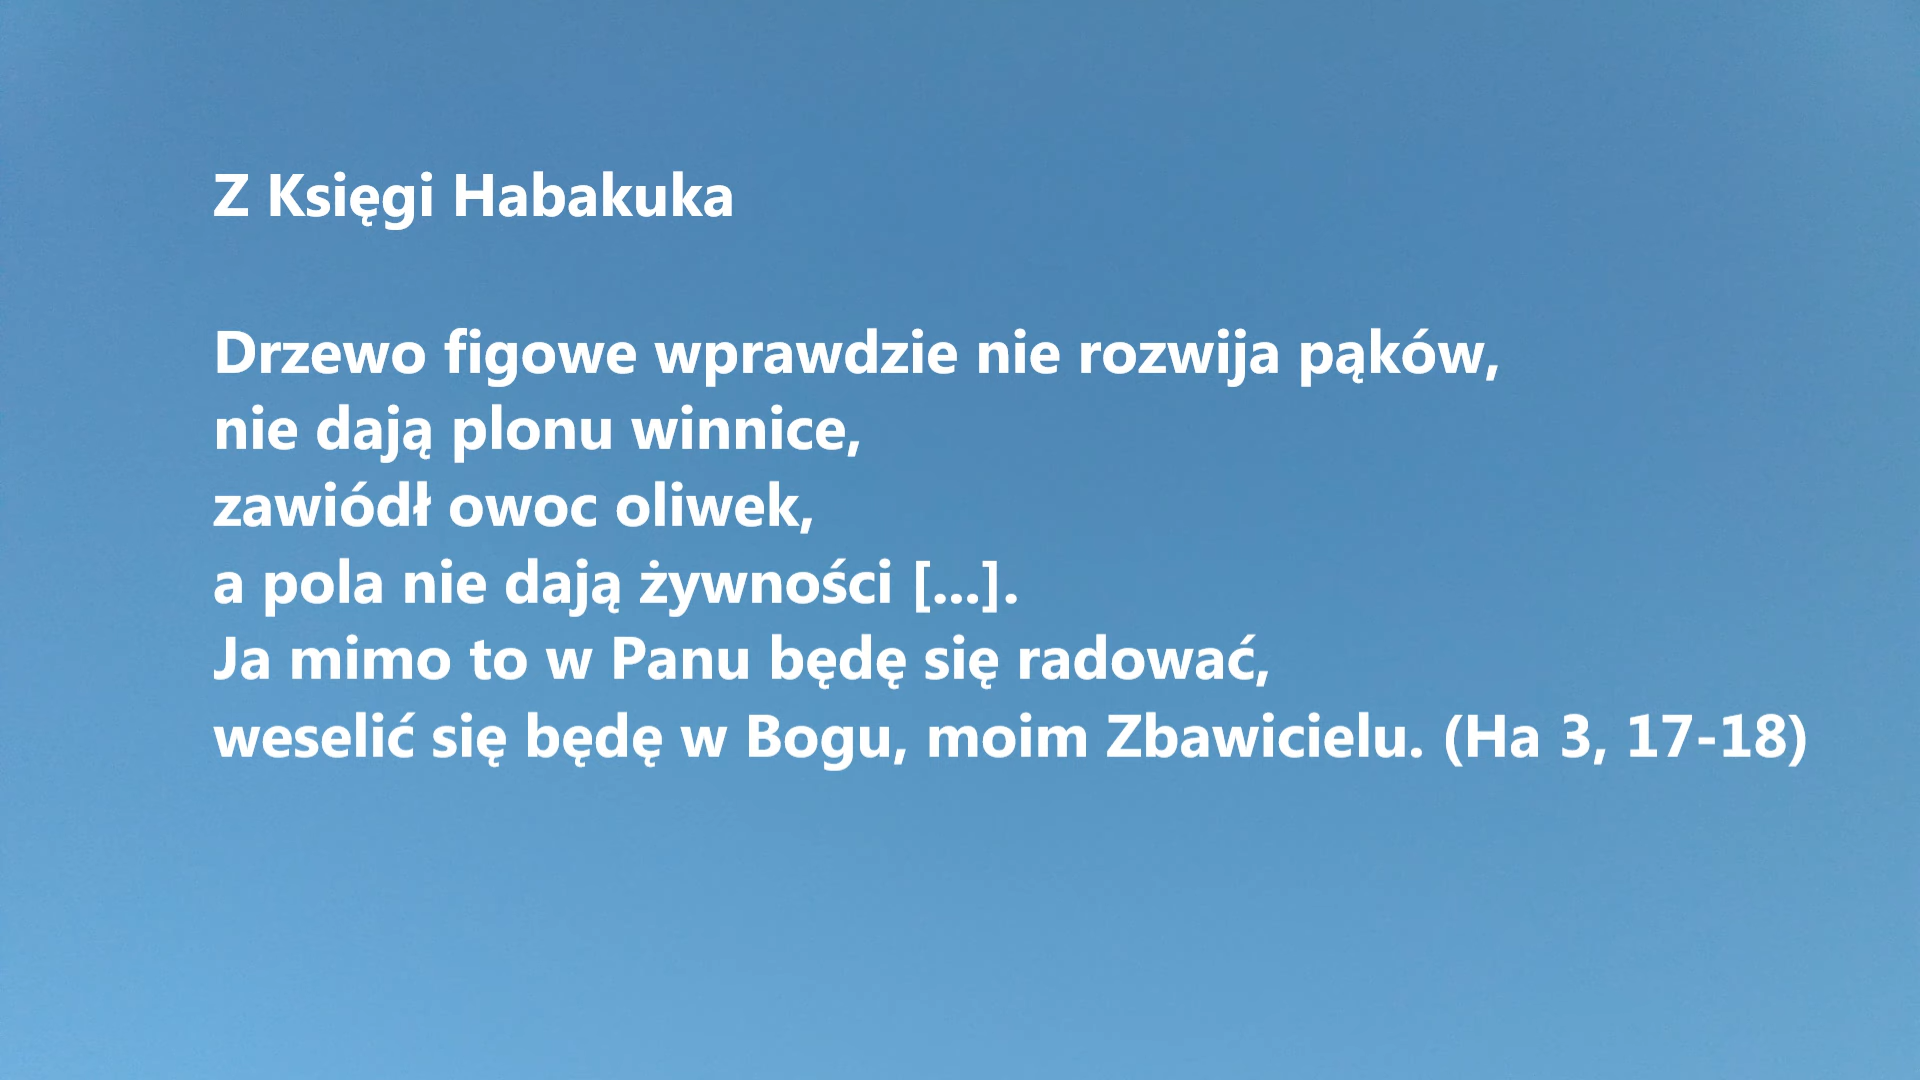 Z Księgi Habakuka
Drzewo figowe wprawdzie nie rozwija pąków,
nie dają plonu winnice,
zawiódł owoc oliwek,
a pola nie dają żywności [...].
Ja mimo to w Panu będę się radować,
weselić się będę w Bogu, moim Zbawicielu. (Ha 3, 17-18)